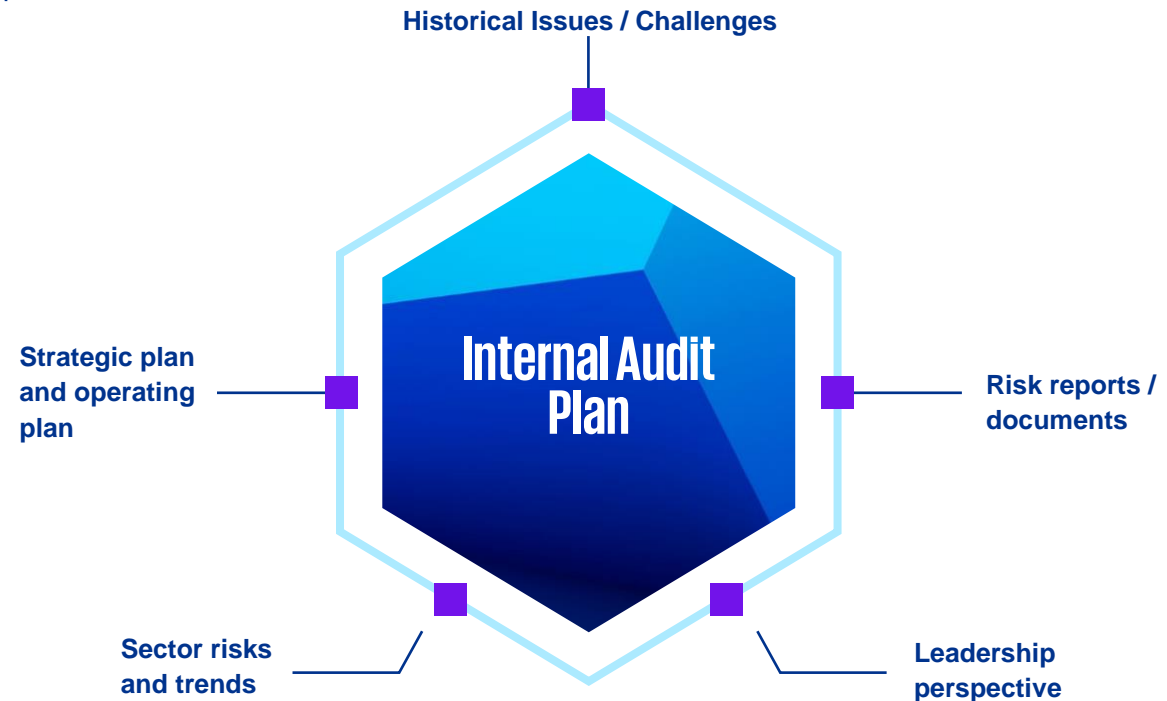 Historical Issues / Challenges
Strategic plan
and operating
plan
Internal Audit
Plan
Risk reports /
documents
Sector risks
and trends
Leadership
perspective